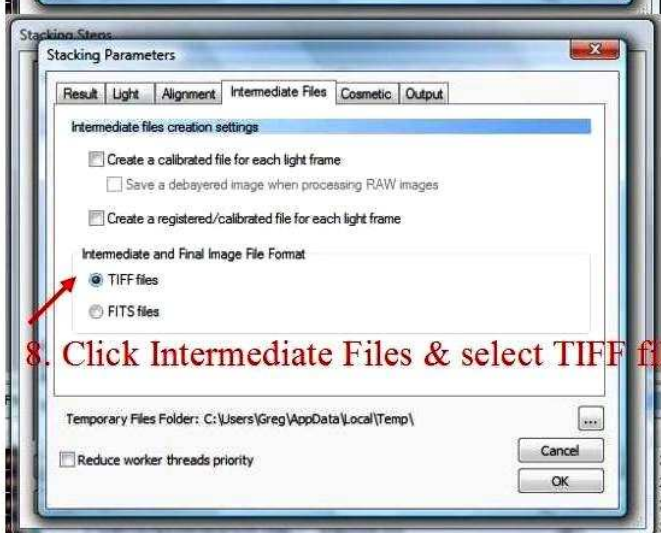 Stacking Steps
Stacking Parameters
Result Light Alignment Intermediate Files Cosmetic Output
Intermediate files creation settings
Create a calibrated file for each light frame
Save a debayered image when processing RAW images
Create a registered/calibrated file for each light frame
Intermediate and Final Image File Format
TIFF files
FITS files
8. Click Intermediate Files & select TIFF fi
Temporary Files Folder: C:\Users\Greg\AppData\Local\Temp\
...
Reduce worker threads priority
Cancel
OK